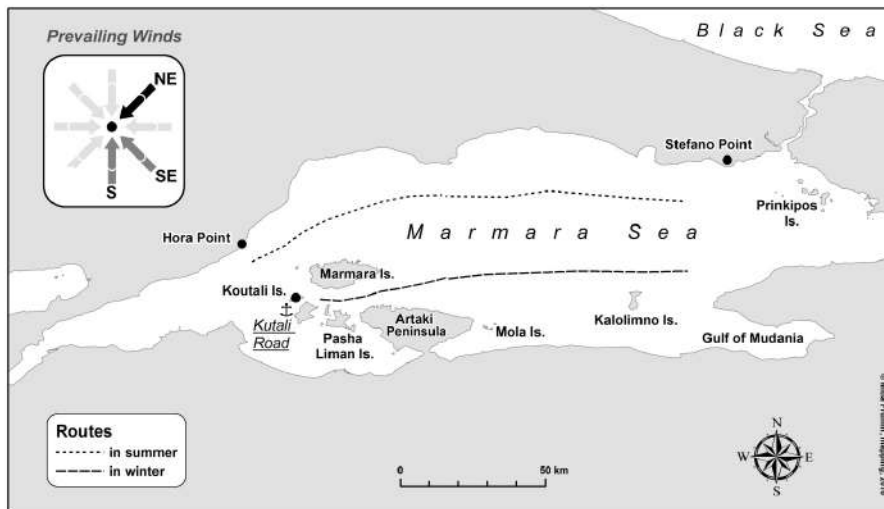 Prevailing Winds
NE
SE
S
Black Sea
Stefano Point
Prinkipos
Is.
Hora Point
Marmara Sea
Marmara Is.
Koutali Is.
Kutali
Road
Pasha
Liman Is.
Artaki
Peninsula
Mola Is.
Kalolimno Is.
Gulf of Mudania
Routes
in summer
in winter
0
50 km
N
W
E
S